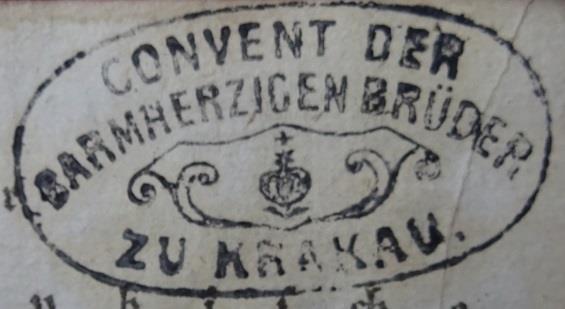 CONVENT DER
BARMHERZIGEN BRÜDER
ZU KRAKAU.